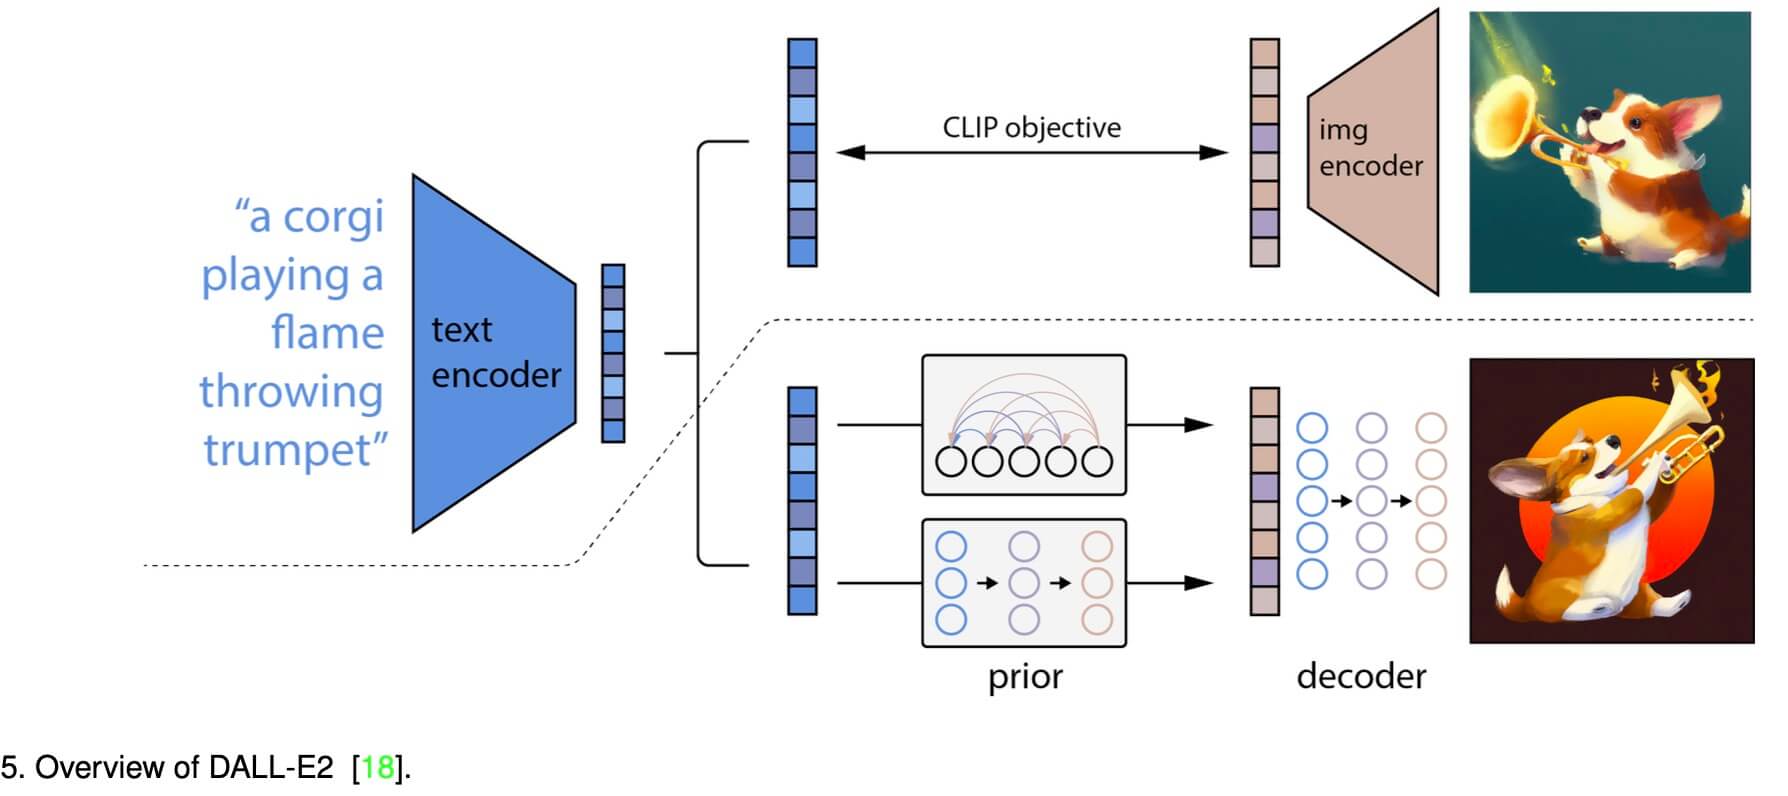 “a corgi
playing a
flame
throwing
trumpet”
text
encoder
CLIP objective
img
encoder
prior
decoder
5. Overview of DALL-E2 [18].